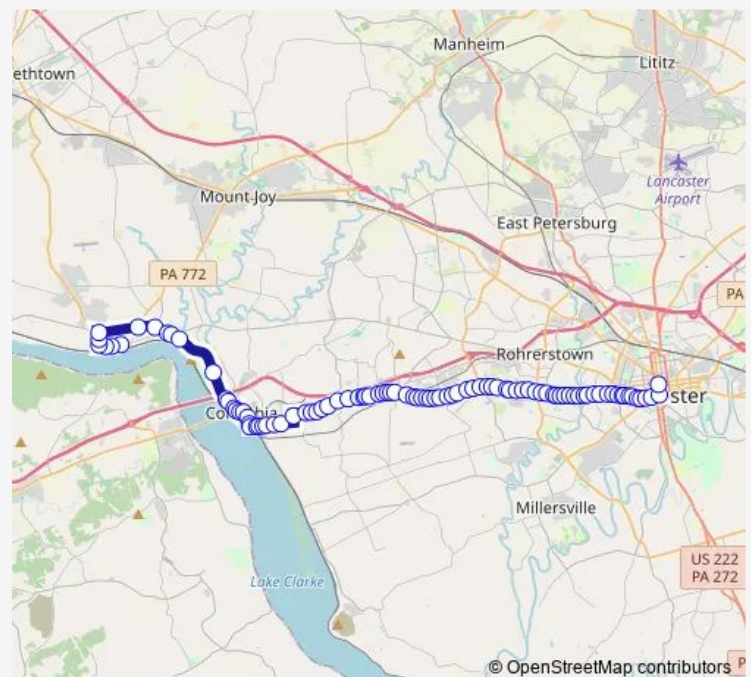 Manheim
Lititz
ethtown
Lancaster
Airport
Mount Joy
East Petersburg
PA 772
PA
Rohrerstown
ster
Millersville
US 222
PA 272
Lake Clarke
P
© OpenStreetMap contributors